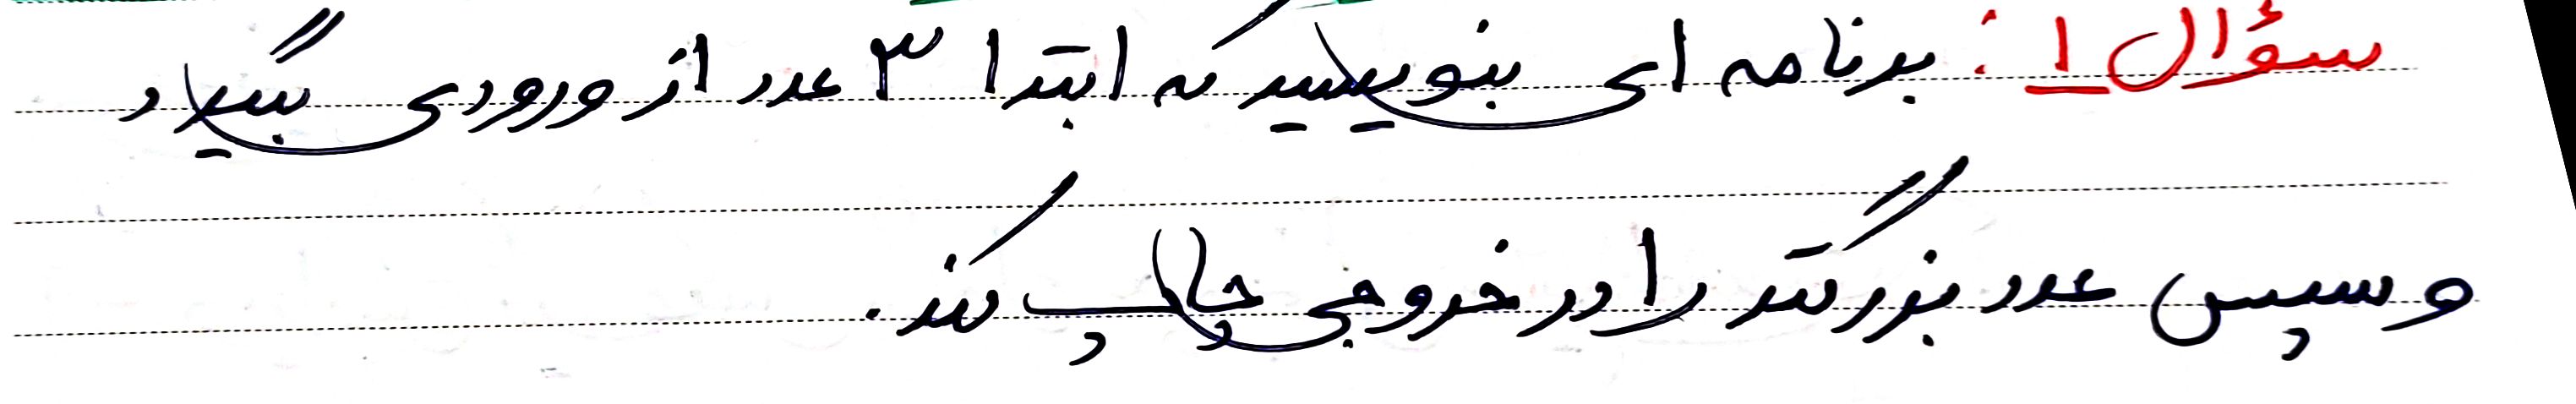 سؤال ۱: برنامه ای بنویسید که ابتدا ۳ عدد از ورودی بگیرد
و سپس عدد بزرگتر را در خروجی چاپ کند.